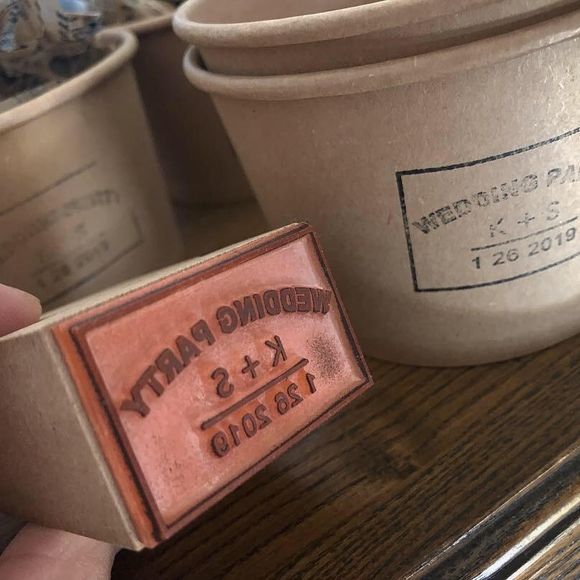 WEDDING PARTY
K + S
1 26 2019
WEDDING PA
K + S
1 26 2019